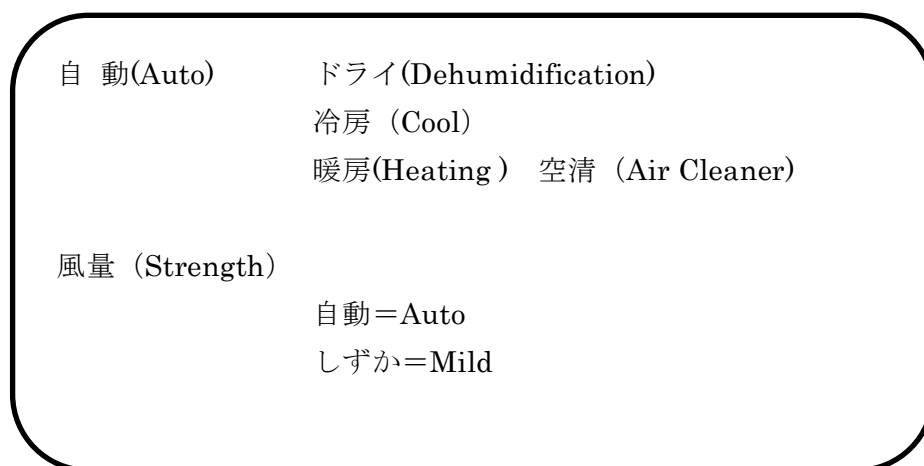 自 動(Auto) ドライ(Dehumidification)
冷房（Cool）
暖房(Heating ) 空清（Air Cleaner)
風量（Strength）
自動＝Auto
しずか＝Mild